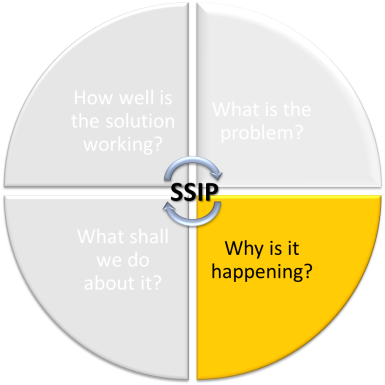 How well is
the solution
working?
What is the
problem?
SSIP
What shall
we do
about it?
Why is it
happening?